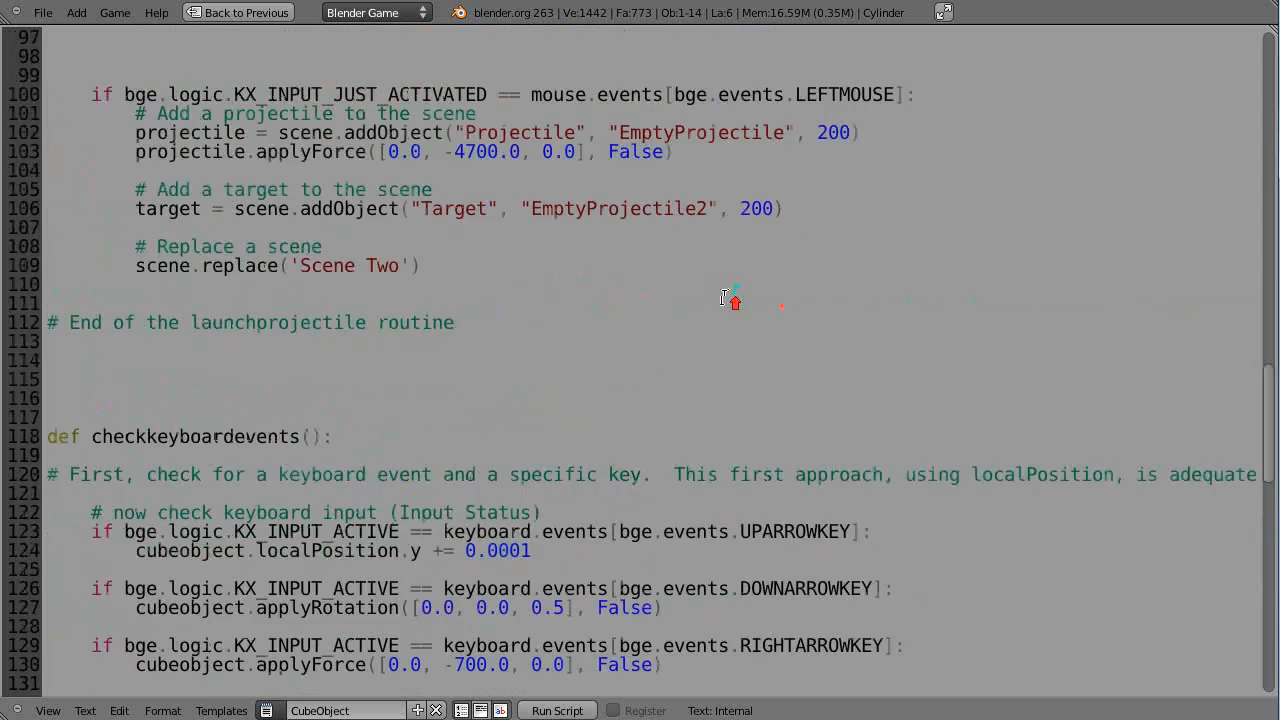 File Add Game Help Back to Previous Blender Game blender.org 263 | Ve:1442 | Fa:773 | Ob:1-14 | La:6 | Mem:16.59M (0.35M) | Cylinder
97
98
99
100 if bge.logic.KX_INPUT_JUST_ACTIVATED == mouse.events[bge.events.LEFTMOUSE]:
101 # Add a projectile to the scene
102 projectile = scene.addObject("Projectile", "EmptyProjectile", 200)
103 projectile.applyForce([0.0, -4700.0, 0.0], False)
104
105 # Add a target to the scene
106 target = scene.addObject("Target", "EmptyProjectile2", 200)
107
108 # Replace a scene
109 scene.replace('Scene Two')
110
111
112 # End of the launchprojectile routine
113
114
115
116
117
118 def checkkeyboardevents():
119
120 # First, check for a keyboard event and a specific key.  This first approach, using localPosition, is adequate
121
122 # now check keyboard input (Input Status)
123 if bge.logic.KX_INPUT_ACTIVE == keyboard.events[bge.events.UPARROWKEY]:
124 cubeobject.localPosition.y += 0.0001
125
126 if bge.logic.KX_INPUT_ACTIVE == keyboard.events[bge.events.DOWNARROWKEY]:
127 cubeobject.applyRotation([0.0, 0.0, 0.5], False)
128
129 if bge.logic.KX_INPUT_ACTIVE == keyboard.events[bge.events.RIGHTARROWKEY]:
130 cubeobject.applyForce([0.0, -700.0, 0.0], False)
131
View Text Edit Format Templates CubeObject Run Script Register Text: Internal